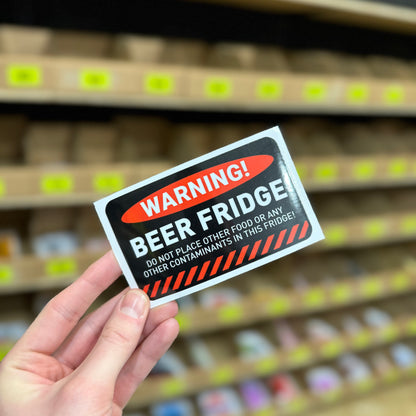 WARNING!
BEER FRIDGE
DO NOT PLACE OTHER FOOD OR ANY
OTHER CONTAMINANTS IN THIS FRIDGE!